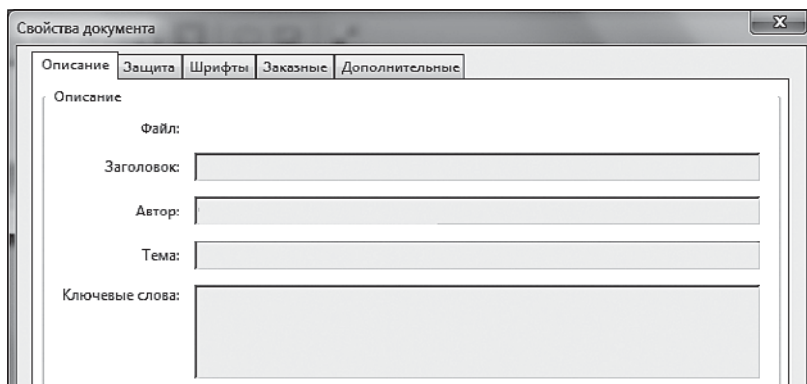 Свойства документа
Описание Защита Шрифты Заказные Дополнительные
Описание
Файл:
Заголовок:
Автор:
Тема:
Ключевые слова: